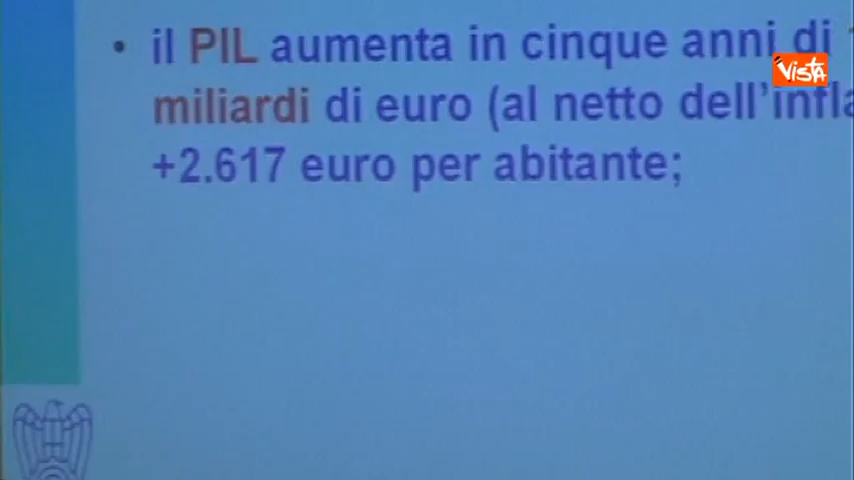 • il PIL aumenta in cinque anni di
miliardi di euro (al netto dell'infla
+2.617 euro per abitante;
VISTA